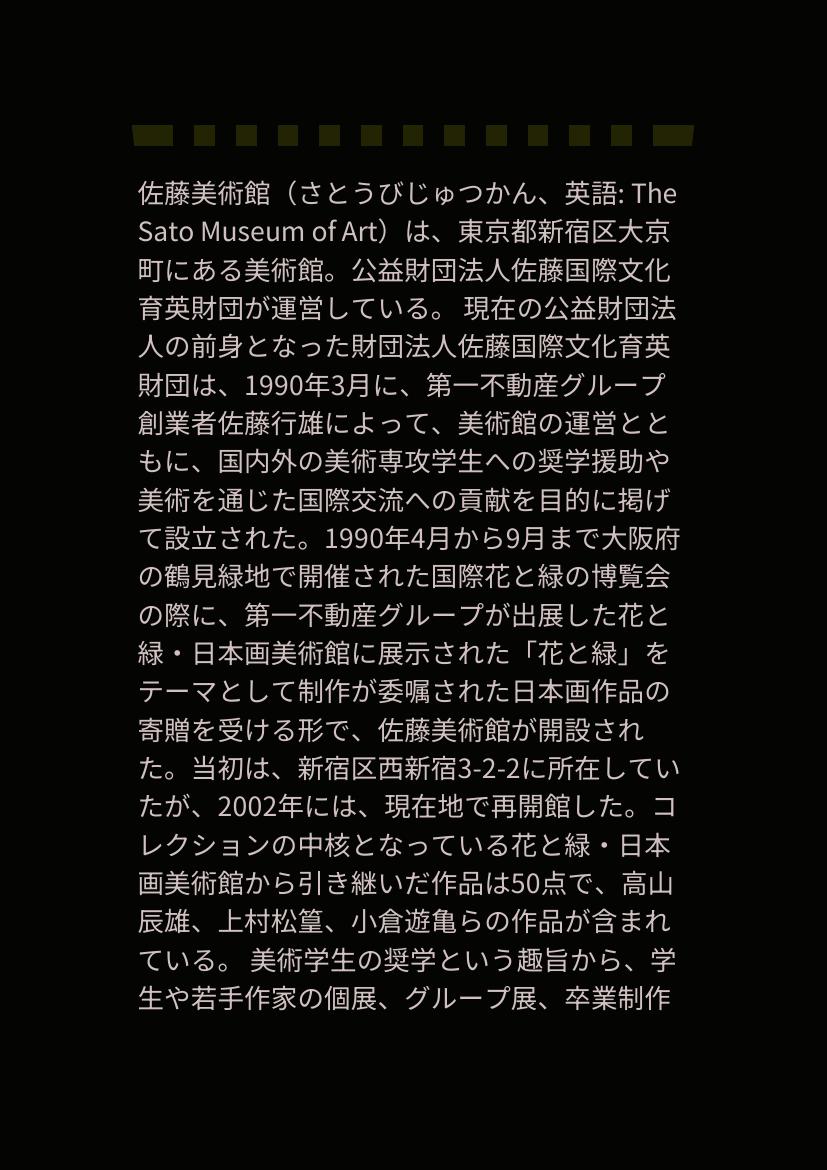 佐藤美術館（さとうびじゅつかん、英語: The
Sato Museum of Art）は、東京都新宿区大京
町にある美術館。公益財団法人佐藤国際文化
育英財団が運営している。 現在の公益財団法
人の前身となった財団法人佐藤国際文化育英
財団は、1990年3月に、第一不動産グループ
創業者佐藤行雄によって、美術館の運営とと
もに、国内外の美術専攻学生への奨学援助や
美術を通じた国際交流への貢献を目的に掲げ
て設立された。1990年4月から9月まで大阪府
の鶴見緑地で開催された国際花と緑の博覧会
の際に、第一不動産グループが出展した花と
緑・日本画美術館に展示された「花と緑」を
テーマとして制作が委嘱された日本画作品の
寄贈を受ける形で、佐藤美術館が開設され
た。当初は、新宿区西新宿3-2-2に所在してい
たが、2002年には、現在地で再開館した。コ
レクションの中核となっている花と緑・日本
画美術館から引き継いだ作品は50点で、高山
辰雄、上村松篁、小倉遊亀らの作品が含まれ
ている。 美術学生の奨学という趣旨から、学
生や若手作家の個展、グループ展、卒業制作